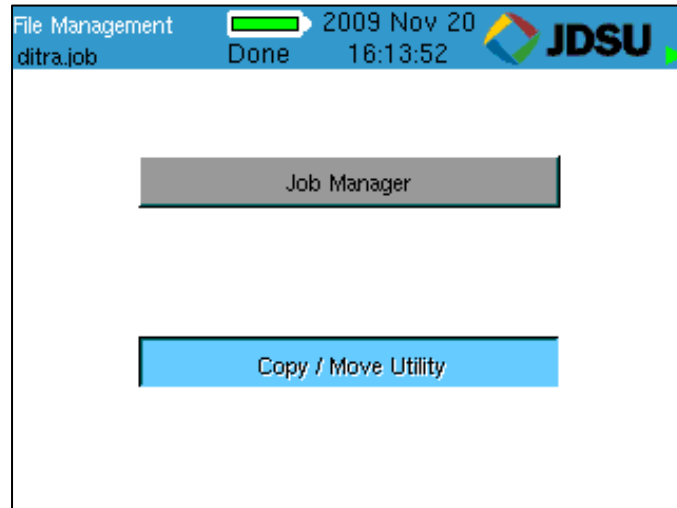 File Management 2009 Nov 20 JDSU
ditra.job Done 16:13:52
Job Manager
Copy / Move Utility